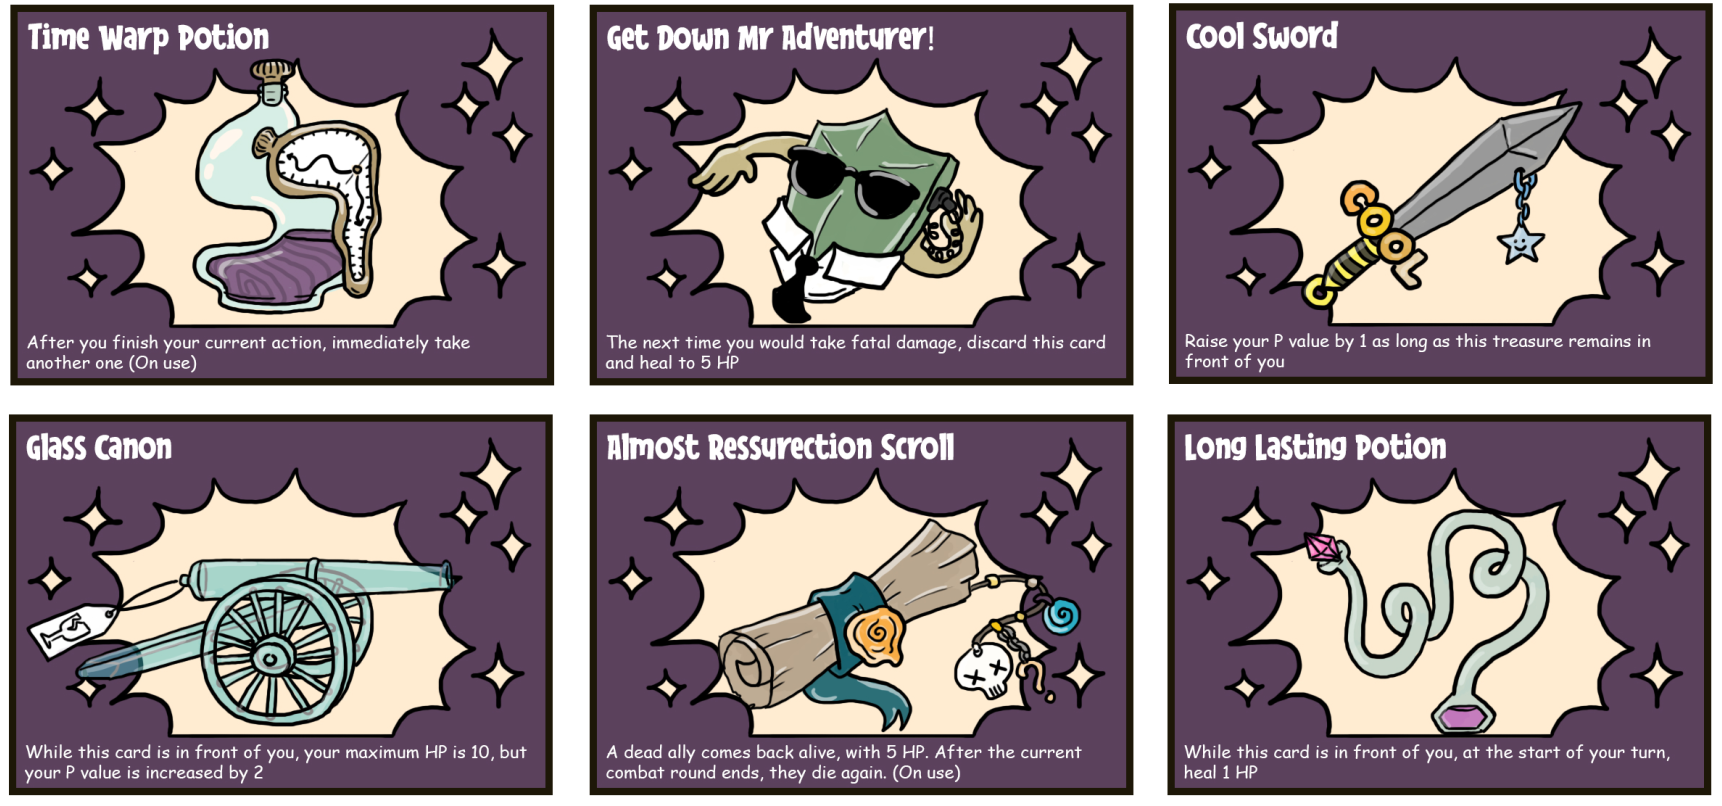 Time Warp Potion
After you finish your current action, immediately take
another one (On use)
Get Down Mr Adventurer!
The next time you would take fatal damage, discard this card
and heal to 5 HP
Cool Sword
COOL
Raise your P value by 1 as long as this treasure remains in
front of you
Glass Canon
While this card is in front of you, your maximum HP is 10, but
your P value is increased by 2
Almost Ressurection Scroll
A dead ally comes back alive, with 5 HP. After the current
combat round ends, they die again. (On use)
Long Lasting Potion
While this card is in front of you, at the start of your turn,
heal 1 HP